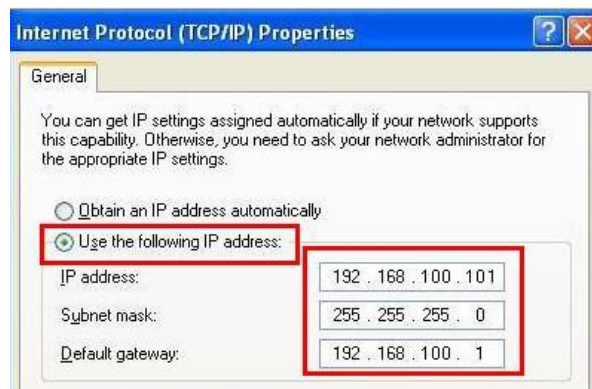 Internet Protocol (TCP/IP) Properties
General
You can get IP settings assigned automatically if your network supports
this capability. Otherwise, you need to ask your network administrator for
the appropriate IP settings.
Obtain an IP address automatically
Use the following IP address:
IP address: 192 . 168 . 100 . 101
Subnet mask: 255 . 255 . 255 . 0
Default gateway: 192 . 168 . 100 . 1